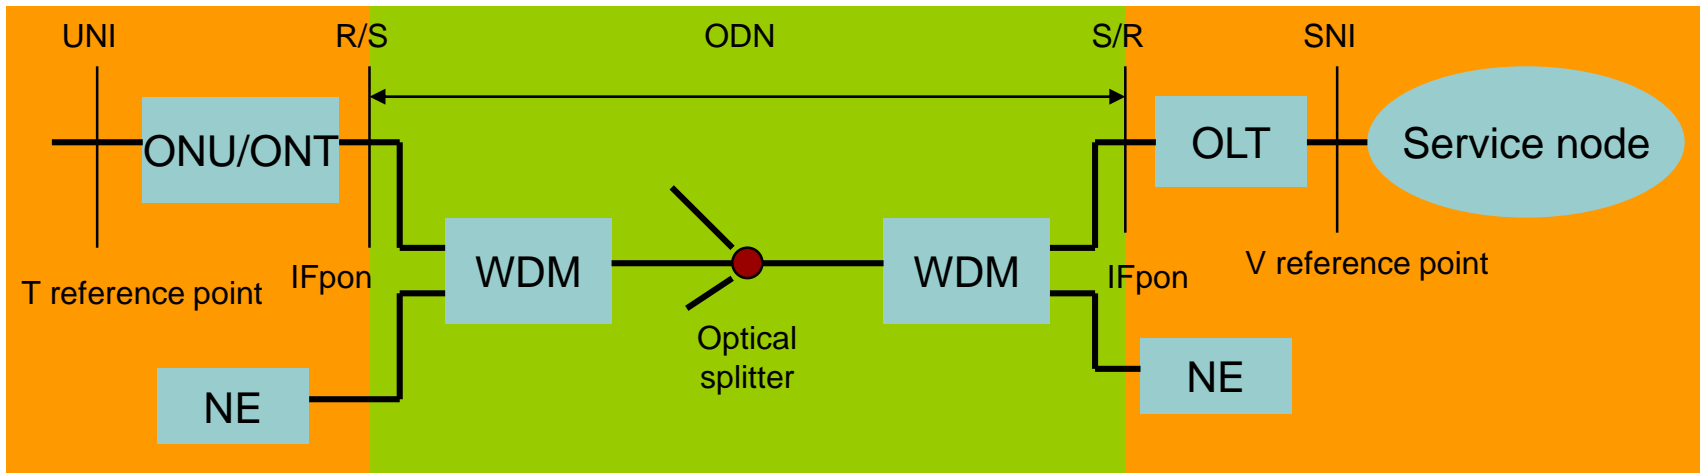 UNI
R/S
ODN
S/R
SNI
ONU/ONT
OLT
Service node
WDM
WDM
IFpon
IFpon
V reference point
T reference point
Optical
splitter
NE
NE